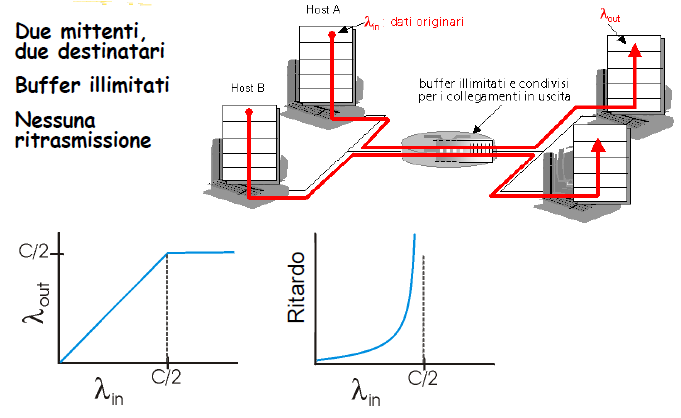 Due mittenti,
due destinatari
Buffer illimitati
Nessuna
ritrasmissione
Host A
λin : dati originari
λout
Host B
buffer illimitati e condivisi
per i collegamenti in uscita
C/2
λout
C/2
λin
Ritardo
C/2
λin